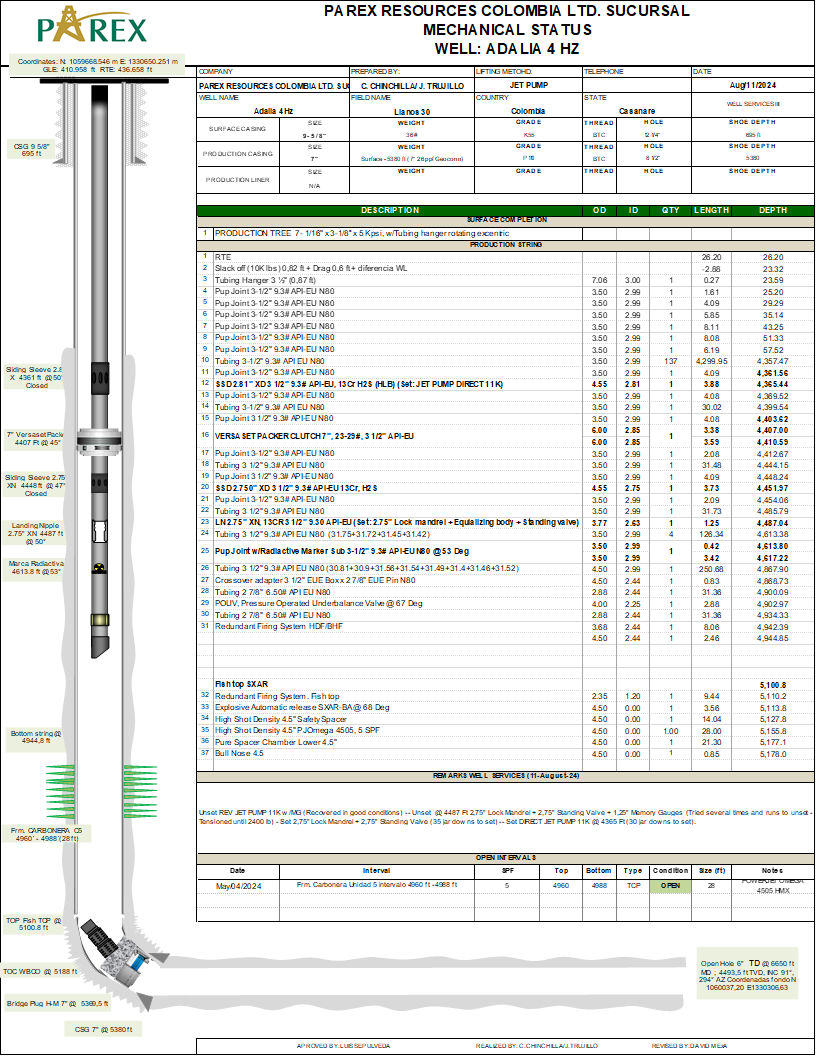 PAREX
PAREX RESOURCES COLOMBIA LTD. SUCURSAL
MECHANICAL STATUS
WELL: ADALIA 4 HZ
Coordinates: N: 1059668.546 m E: 1330650.251 m
GLE: 410.958 ft RTE: 436.658 ft
COMPANY PREPARED BY: LIFTING METOHD: TELEPHONE DATE
PAREX RESOURCES COLOMBIA LTD. SUC C. CHINCHILLA/ J. TRUJILLO JET PUMP Aug/11/2024
WELL NAME FIELD NAME COUNTRY STATE WELL SERVICES III
Adalia 4 Hz Llanos 30 Colombia Casanare
SURFACE CASING SIZE WEIGHT GRADE THREAD HOLE SHOE DEPTH
9-5/8" 36# K55 BTC 12 1/4" 695 ft
PRODUCTION CASING SIZE WEIGHT GRADE THREAD HOLE SHOE DEPTH
7" Surface -5380 ft (7" 26ppf Geoconn) P110 BTC 8 1/2" 5.380
PRODUCTION LINER SIZE WEIGHT GRADE THREAD HOLE SHOE DEPTH
N/A
DESCRIPTION OD ID QTY LENGTH DEPTH
SURFACE COMPLETION
1 PRODUCTION TREE 7- 1/16" x 3-1/8" x 5 Kpsi, w/Tubing hanger rotating excentric
PRODUCTION STRING
1 RTE 26.20 26.20
2 Slack off (10K lbs) 0,82 ft + Drag 0,6 ft + diferencia WL -2.88 23.32
3 Tubing Hanger 3 ½" (0,87 ft) 7.06 3.00 1 0.27 23.59
4 Pup Joint 3-1/2" 9.3# API-EU N80 3.50 2.99 1 1.61 25.20
5 Pup Joint 3-1/2" 9.3# API-EU N80 3.50 2.99 1 4.09 29.29
6 Pup Joint 3-1/2" 9.3# API-EU N80 3.50 2.99 1 5.85 35.14
7 Pup Joint 3-1/2" 9.3# API-EU N80 3.50 2.99 1 8.11 43.25
8 Pup Joint 3-1/2" 9.3# API-EU N80 3.50 2.99 1 8.08 51.33
9 Pup Joint 3-1/2" 9.3# API-EU N80 3.50 2.99 1 6.19 57.52
10 Tubing 3-1/2" 9.3# API EU N80 3.50 2.99 137 4,299.95 4,357.47
11 Pup Joint 3-1/2" 9.3# API-EU N80 3.50 2.99 1 4.09 4,361.56
12 SSD 2.81" XD 3 1/2" 9.3# API-EU, 13Cr H2S (HLB) (Set: JET PUMP DIRECT 11K) 4.55 2.81 1 3.88 4,365.44
13 Pup Joint 3-1/2" 9.3# API-EU N80 3.50 2.99 1 4.08 4,369.52
14 Tubing 3-1/2" 9.3# API EU N80 3.50 2.99 1 30.02 4,399.54
15 Pup Joint 3 1/2" 9.3# API-EU N80 3.50 2.99 1 4.08 4,403.62
16 VERSASET PACKER CLUTCH 7", 23-29#, 3 1/2" API-EU 6.00 2.85 1 3.38 4,407.00
6.00 2.85 3.59 4,410.59
17 Pup Joint 3-1/2" 9.3# API-EU N80 3.50 2.99 1 2.08 4,412.67
18 Tubing 3 1/2" 9.3# API EU N80 3.50 2.99 1 31.48 4,444.15
19 Pup Joint 3 1/2" 9.3# API-EU N80 3.50 2.99 1 4.09 4,448.24
20 SSD 2.750" XD 3 1/2" 9.3# API-EU 13Cr, H2S 4.55 2.75 1 3.73 4,451.97
21 Pup Joint 3-1/2" 9.3# API-EU N80 3.50 2.99 1 2.09 4,454.06
22 Tubing 3 1/2" 9.3# API EU N80 3.50 2.99 1 31.73 4,485.79
23 LN 2.75" XN, 13CR 3 1/2" 9.30 API-EU (Set: 2.75" Lock mandrel + Equializing body + Standing valve) 3.77 2.63 1 1.25 4,487.04
24 Tubing 3 1/2" 9.3# API EU N80 (31.75+31.72+31.45+31.42) 3.50 2.99 4 126.34 4,613.38
25 Pup Joint w/Radiactive Marker Sub 3-1/2" 9.3# API-EU N80 @ 53 Deg 3.50 2.99 1 0.42 4,613.80
3.50 2.99 1 3.42 4,617.22
26 Tubing 3 1/2" 9.3# API EU N80 (30.81+30.9+31.56+31.54+31.49+31.4+31.46+31.52) 4.50 2.99 1 250.68 4,867.90
27 Crossover adapter 3 1/2" EUE Boxx 2 7/8" EUE Pin N80 4.50 2.44 1 0.83 4,868.73
28 Tubing 2 7/8" 6.50# API EU N80 2.88 2.44 1 31.36 4,900.09
29 POUV, Pressure Operated Underbalance Valve @ 67 Deg 4.00 2.25 1 2.88 4,902.97
30 Tubing 2 7/8" 6.50# API EU N80 2.88 2.44 1 31.36 4,934.33
31 Redundant Firing System HDF/BHF 3.68 2.44 1 8.06 4,942.39
4.50 2.44 1 2.46 4,944.85
Fish top SXAR 5,100.8
32 Redundant Firing System. Fish top 2.35 1.20 1 9.44 5,110.2
33 Explosive Automatic release SXAR-BA @ 68 Deg 4.50 0.00 1 3.56 5,113.8
34 High Shot Density 4.5" Safety Spacer 4.50 0.00 1 14.04 5,127.8
35 High Shot Density 4.5" PJOmega 4505, 5 SPF 4.50 0.00 1.00 28.00 5,155.8
36 Pure Spacer Chamber Lower 4.5" 4.50 0.00 1 21.30 5,177.1
37 Bull Nose 4.5 4.50 0.00 1 0.85 5,178.0
REMARKS WELL SERVICES (11-August-24)
Unset REV JET PUMP 11K w/MG (Recovered in good conditions) -- Unset @ 4487 Ft 2,75" Lock Mandrel + 2,75" Standing Valve + 1,25" Memory Gauges (Tried several times and runs to unset -
Tensioned until 2400 lb) - Set 2,75" Lock Mandrel + 2,75" Standing Valve (35 jar downs to set) -- Set DIRECT JET PUMP 11K @ 4365 Ft (30 jar downs to set).
OPEN INTERVALS
Date Interval SPF Top Bottom Type Condition Size (ft) Notes
May/04/2024 Frm. Carbonera Unidad 5 intervalo 4960 ft -4988 ft 5 4960 4988 TCP OPEN 28 POWERJET OMEGA
4505,HMX
CSG 9 5/8"
695 ft
Sliding Sleeve 2.8
X 4361 ft @ 50°
Closed
7" Versaset Packe
4407 Ft @ 45°
Sliding Sleeve 2.75
XN 4448 ft @ 47°
Closed
Landing Nipple
2.75" XN 4487 ft
@ 50°
Marca Radiactiva
4613.8 ft @ 53°
Bottom string @
4944,8 ft
Frm. CARBONERA C5
4960' - 4988' (28 ft)
TOP Fish TCP @
5100.8 ft
TOC WBCO @ 5188 ft
Bridge Plug H-M 7" @ 5369,5 ft
CSG 7" @ 5380 ft
Open Hole 6" TD @ 6650 ft
MD ; 4493,5 ft TVD, INC 91°,
294° AZ Coordenadas fondo N
1060037,20 E1330306,63
APROVED BY: LUIS SEPULVEDA REALIZED BY: C. CHINCHILLA/J. TRUJILLO REVISED BY: DAVID MEJIA